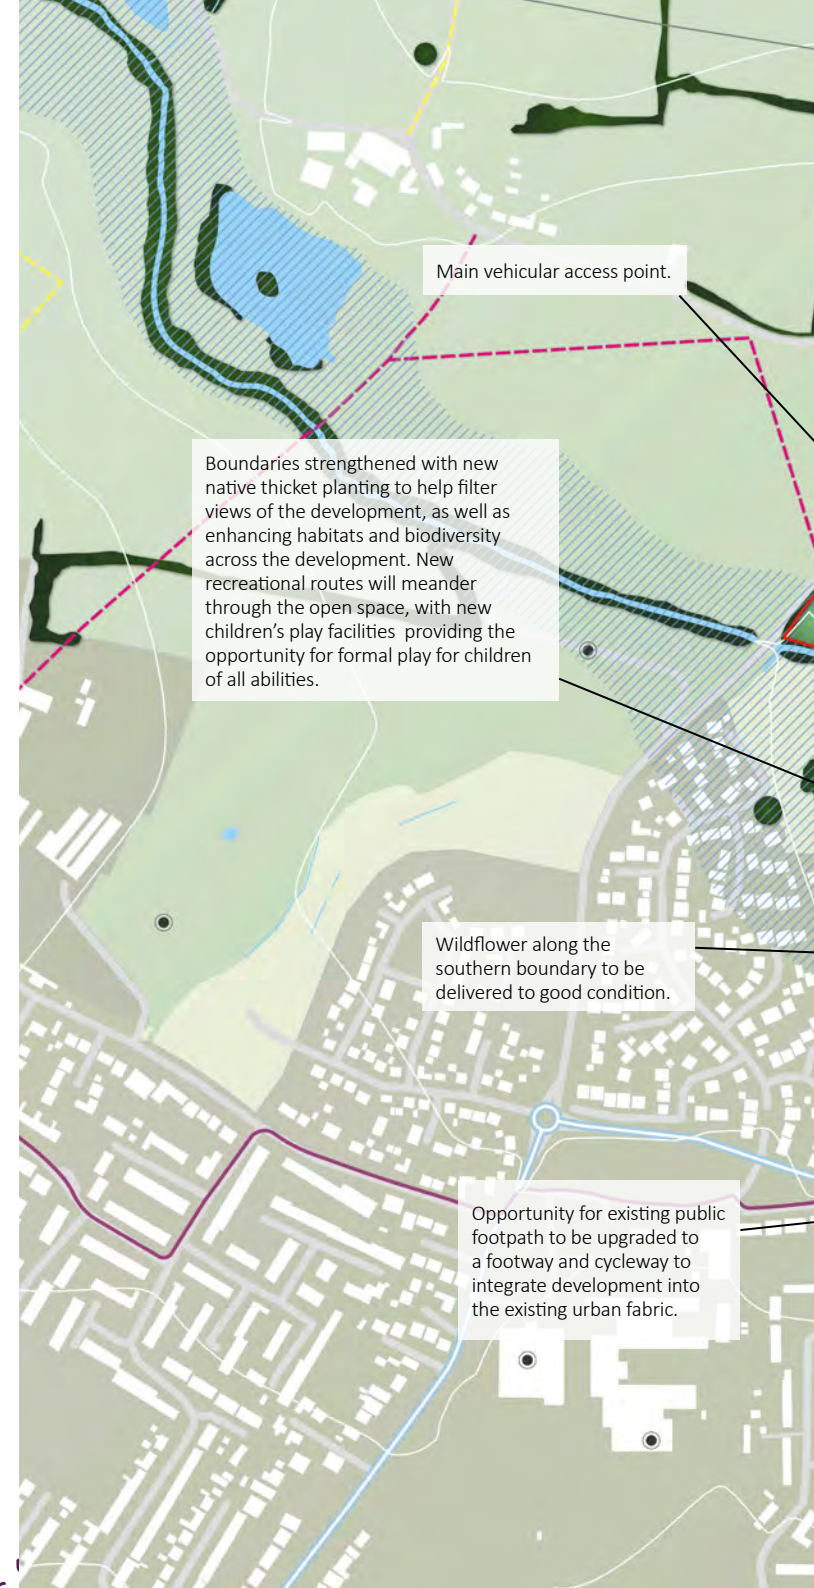 Main vehicular access point.
Boundaries strengthened with new
native thicket planting to help filter
views of the development, as well as
enhancing habitats and biodiversity
across the development. New
recreational routes will meander
through the open space, with new
children's play facilities  providing the
opportunity for formal play for children
of all abilities.
Wildflower along the
southern boundary to be
delivered to good condition.
Opportunity for existing public
footpath to be upgraded to
a footway and cycleway to
integrate development into
the existing urban fabric.